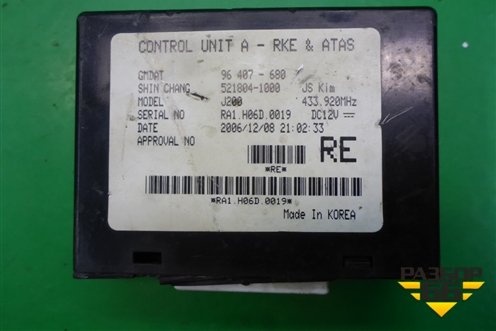 CONTROL UNIT A - RKE & ATAS
GMDAT 96 407 - 680
SHIN CHANG 521804-1000 JS Kim
MODEL J200 433.920MHz
SERIAL NO RA1.H06D.0019 DC12V
DATE 2006/12/08 21:02:33
APPROVAL NO
RE
*RE*
*RA1.H06D.0019*
Made In KOREA
РАЗБОР